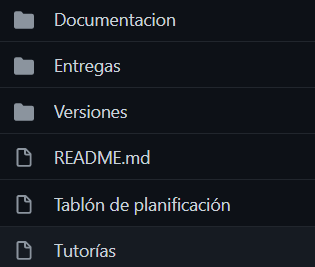 Documentacion
Entregas
Versiones
README.md
Tablón de planificación
Tutorías